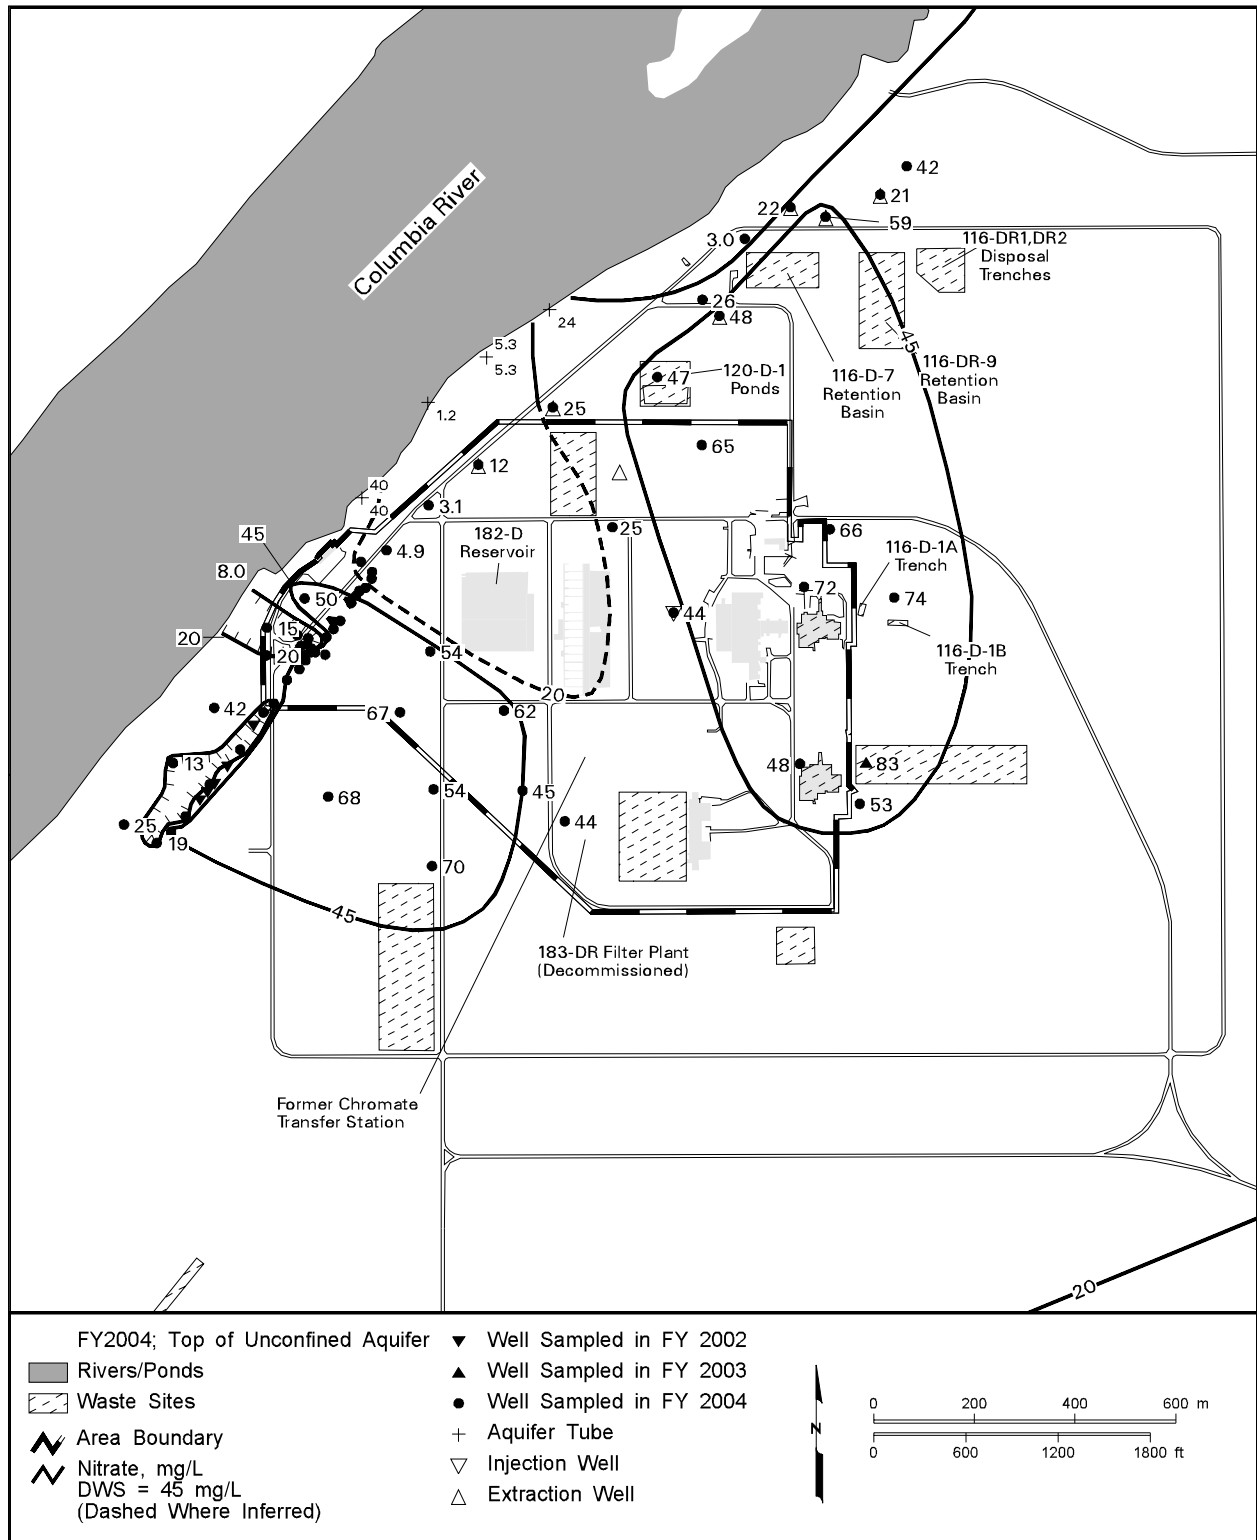 Columbia River
42
21
22
59
3.0
116-DR1,DR2
Disposal
Trenches
26
48
24
5.3
5.3
45
47
120-D-1
Ponds
116-D-7
Retention
Basin
116-DR-9
Retention
Basin
1.2
25
65
12
40
40
3.1
45
182-D
Reservoir
25
66
4.9
116-D-1A
Trench
8.0
50
72
74
44
15
20
20
54
116-D-1B
Trench
20
42
67
62
13
48
83
68
54
45
53
25
44
19
70
45
183-DR Filter Plant
(Decommissioned)
Former Chromate
Transfer Station
20
FY2004; Top of Unconfined Aquifer
Rivers/Ponds
Waste Sites
Area Boundary
Nitrate, mg/L
DWS = 45 mg/L
(Dashed Where Inferred)
Well Sampled in FY 2002
Well Sampled in FY 2003
Well Sampled in FY 2004
Aquifer Tube
Injection Well
Extraction Well
N
0 200 400 600 m
0 600 1200 1800 ft